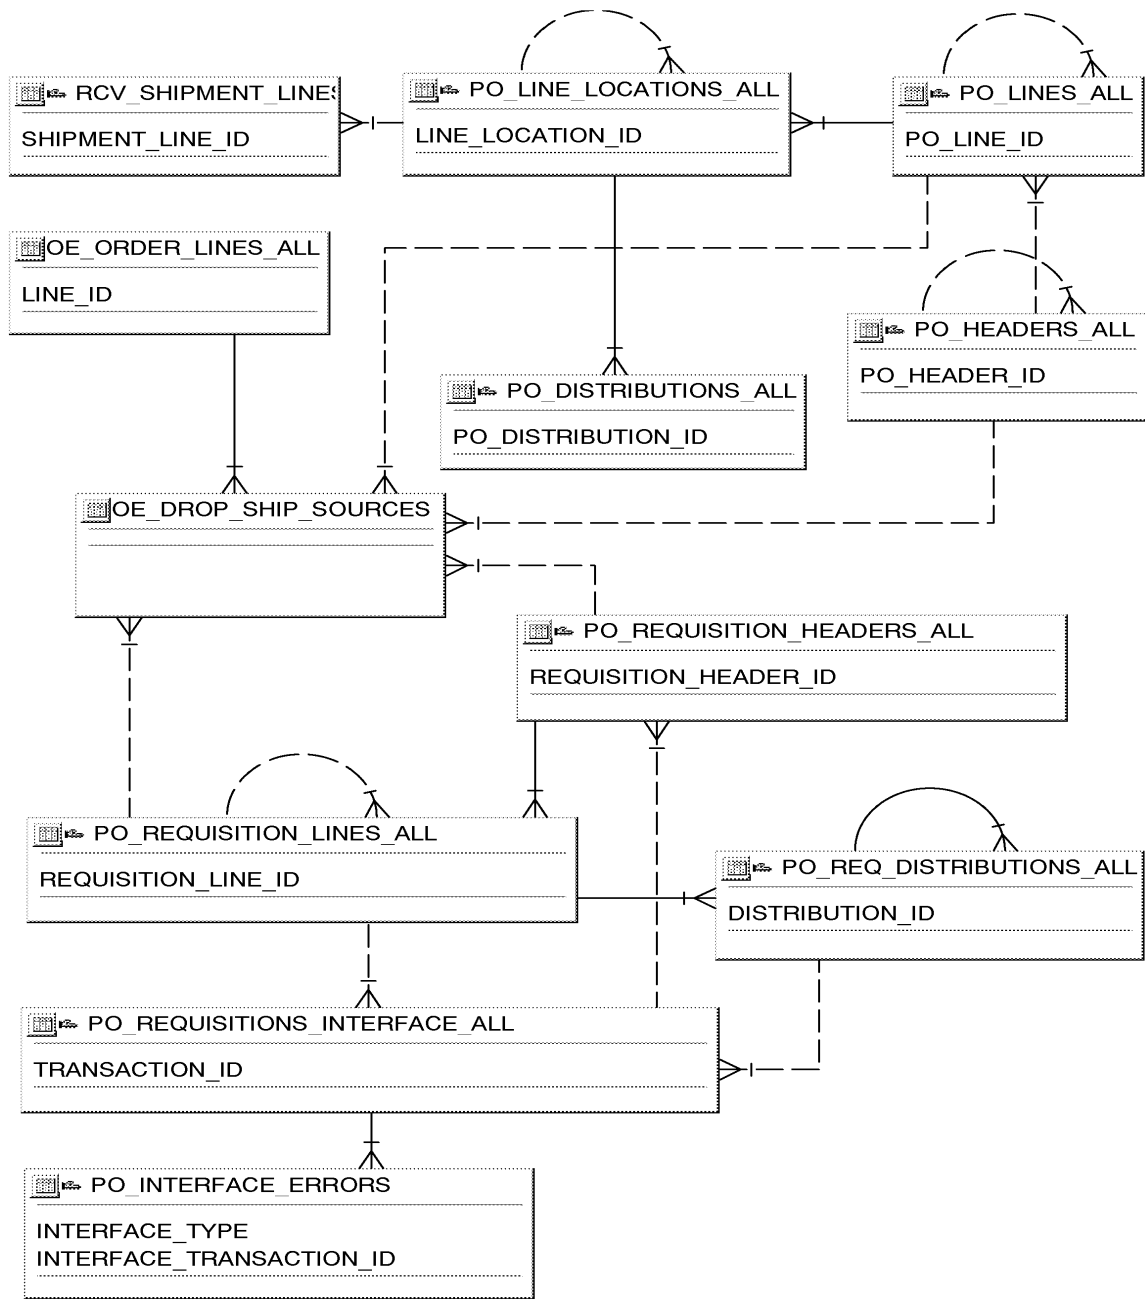 RCV_SHIPMENT_LINES
SHIPMENT_LINE_ID
PO_LINE_LOCATIONS_ALL
LINE_LOCATION_ID
PO_LINES_ALL
PO_LINE_ID
OE_ORDER_LINES_ALL
LINE_ID
PO_HEADERS_ALL
PO_HEADER_ID
PO_DISTRIBUTIONS_ALL
PO_DISTRIBUTION_ID
OE_DROP_SHIP_SOURCES
PO_REQUISITION_HEADERS_ALL
REQUISITION_HEADER_ID
PO_REQUISITION_LINES_ALL
REQUISITION_LINE_ID
PO_REQ_DISTRIBUTIONS_ALL
DISTRIBUTION_ID
PO_REQUISITIONS_INTERFACE_ALL
TRANSACTION_ID
PO_INTERFACE_ERRORS
INTERFACE_TYPE
INTERFACE_TRANSACTION_ID